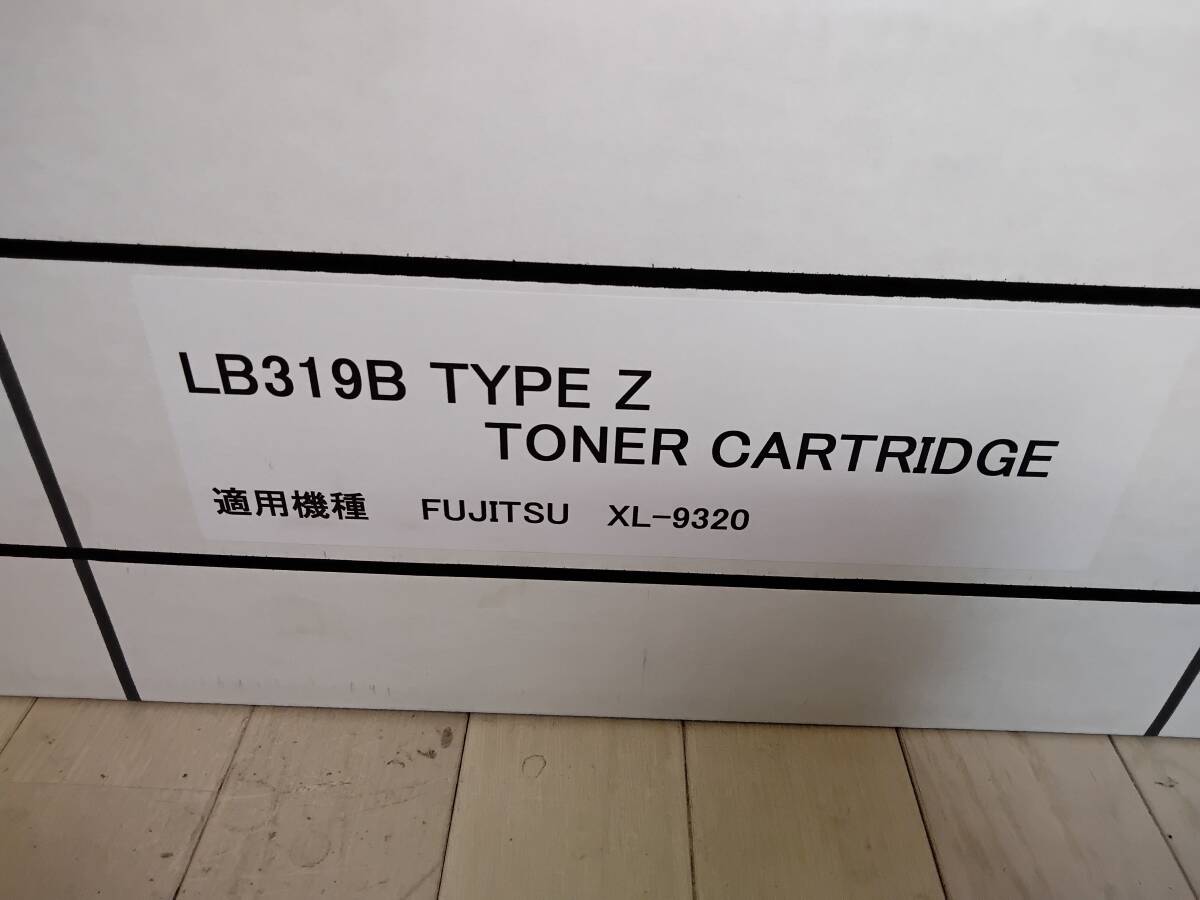 LB319B TYPE Z
TONER CARTRIDGE
適用機種 FUJITSU XL-9320